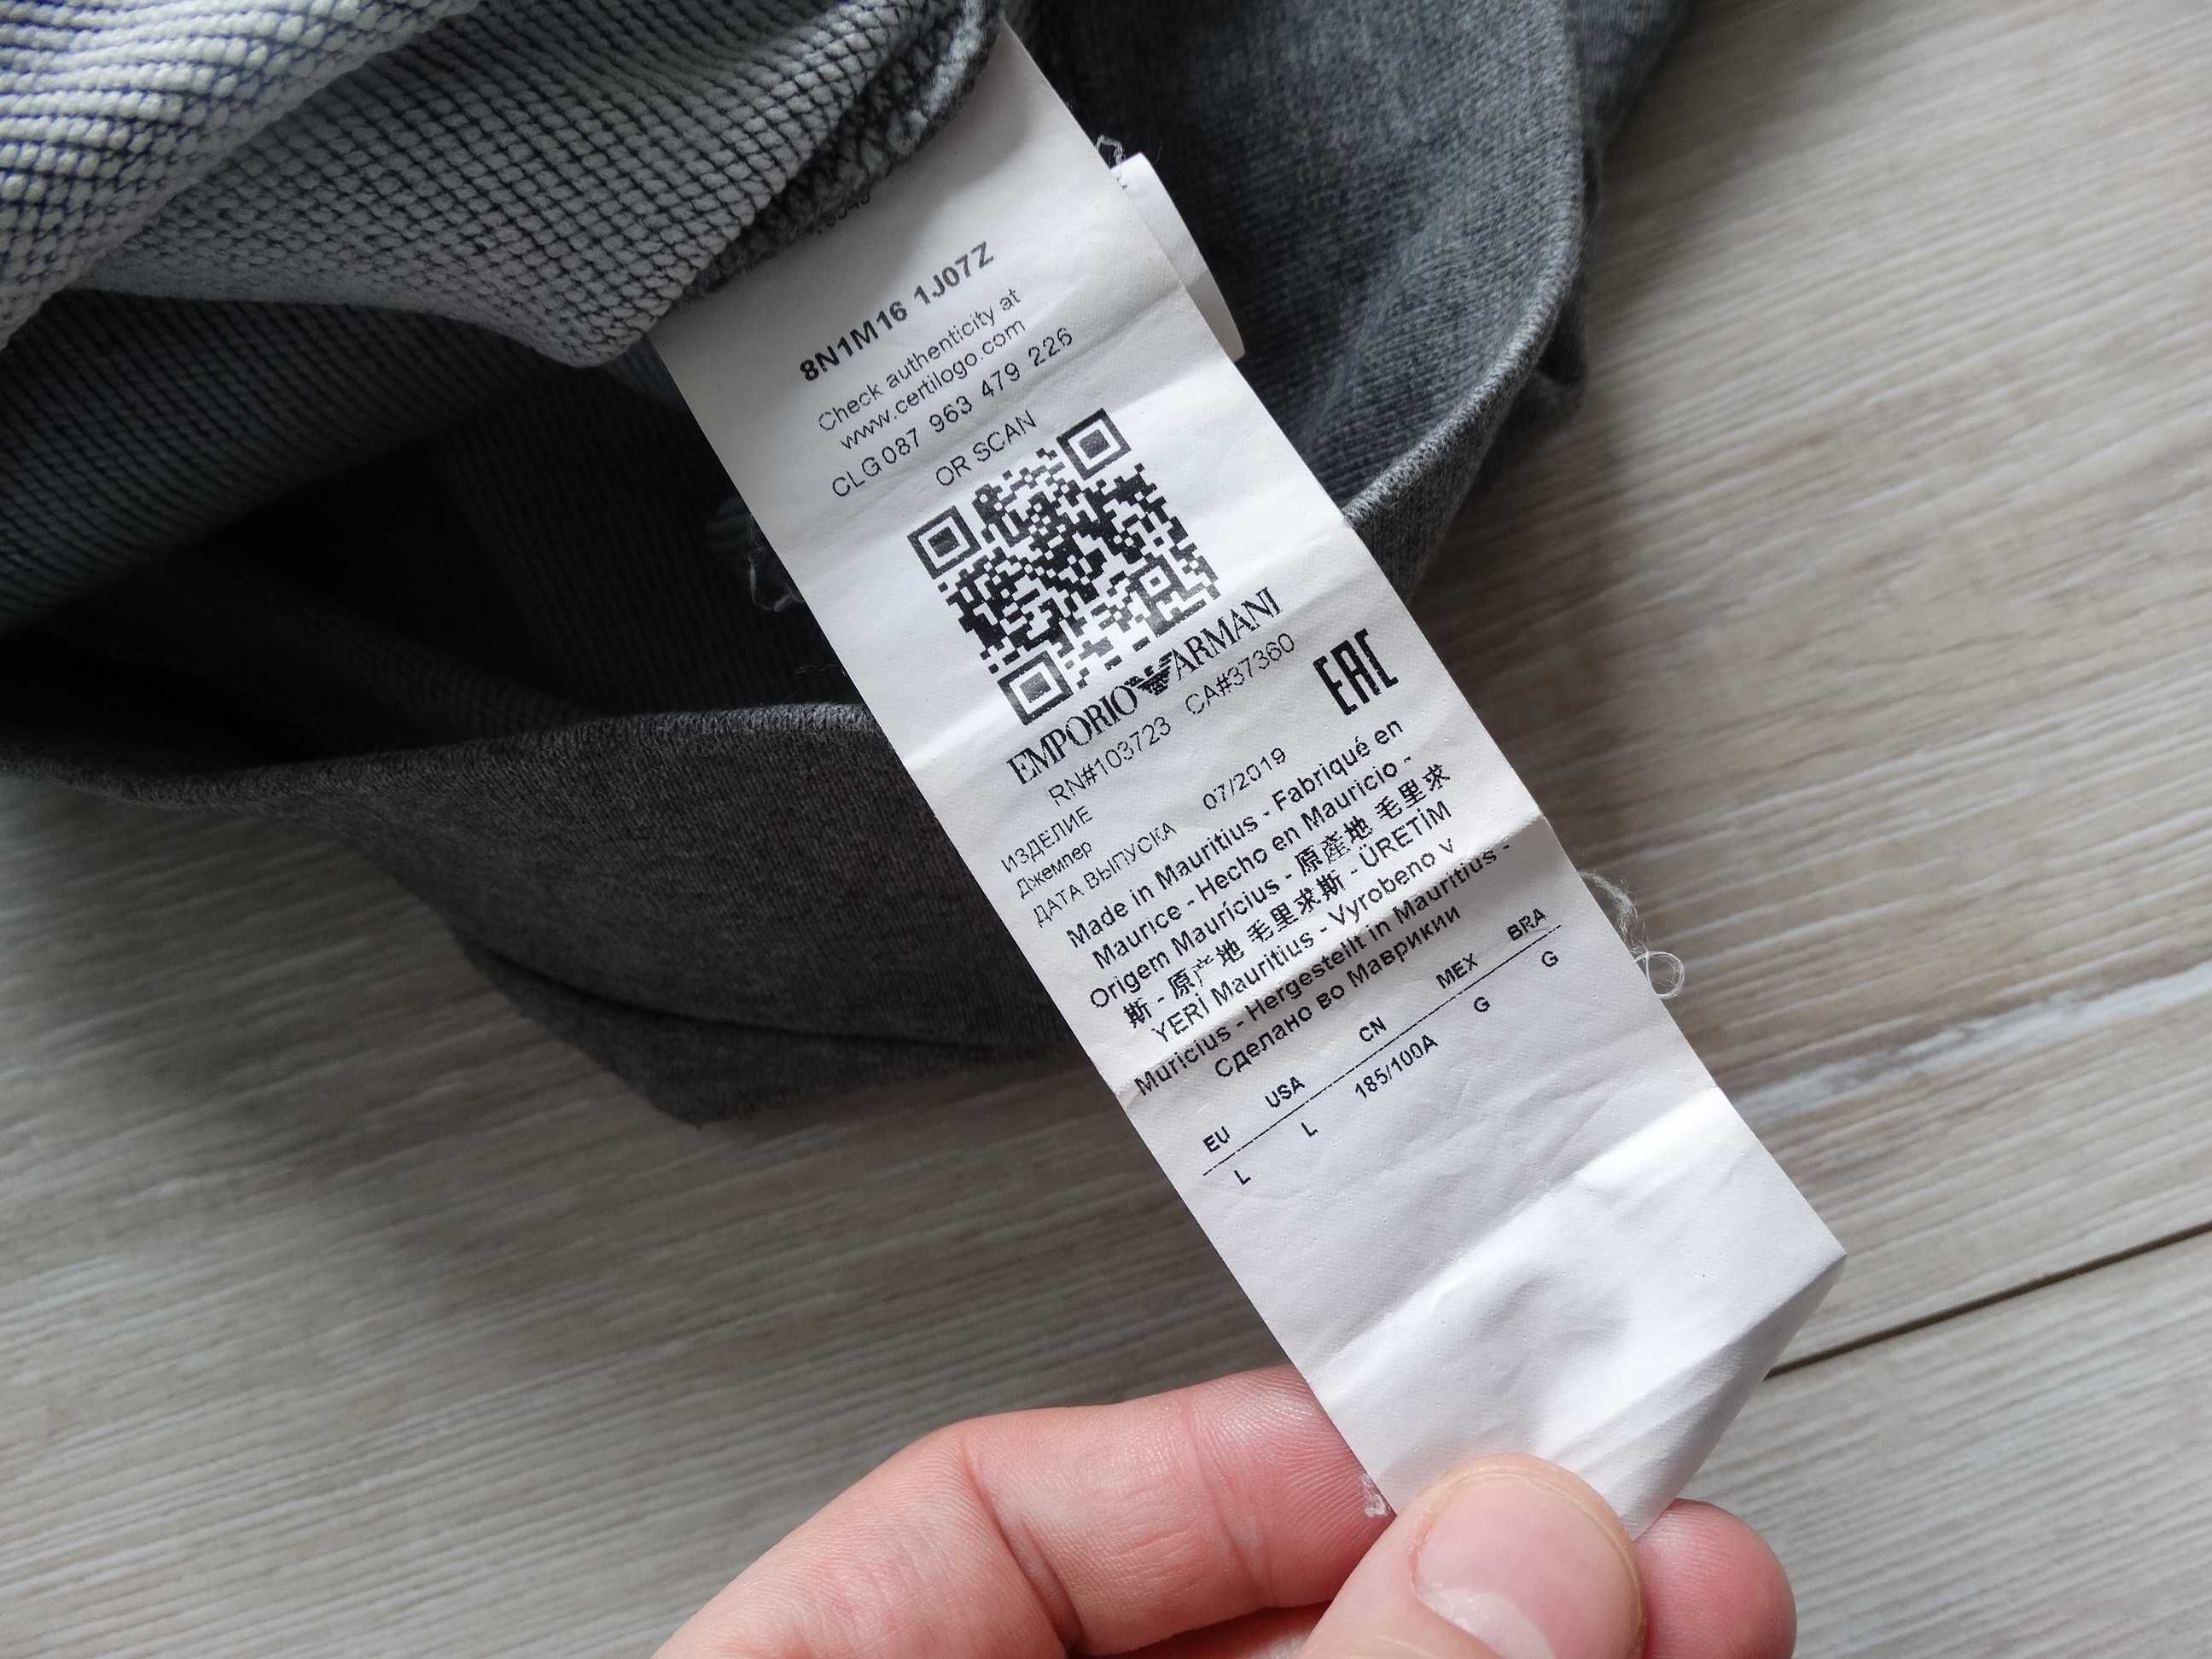 8N1M16 1J07Z
Check authenticity at
www.certilogo.com
CLG 087 963 479 226
OR SCAN
EMPORIO ARMANI
RN#103723 CA#37360
EAC
ИЗДЕЛИЕ
Джемпер
ДАТА ВЫПУСКА 07/2019
Made in Mauritius - Fabriqué en
Maurice - Hecho en Mauricio -
Origem Maurícius - 原產地 毛里求
斯 - 原产地 毛里求斯 - ÜRETİM
YERİ Mauritius - Vyrobeno v
Muricius - Hergestellt in Mauritius -
Сделано во Маврикии
EU USA CN MEX BRA
L L 185/100A G G